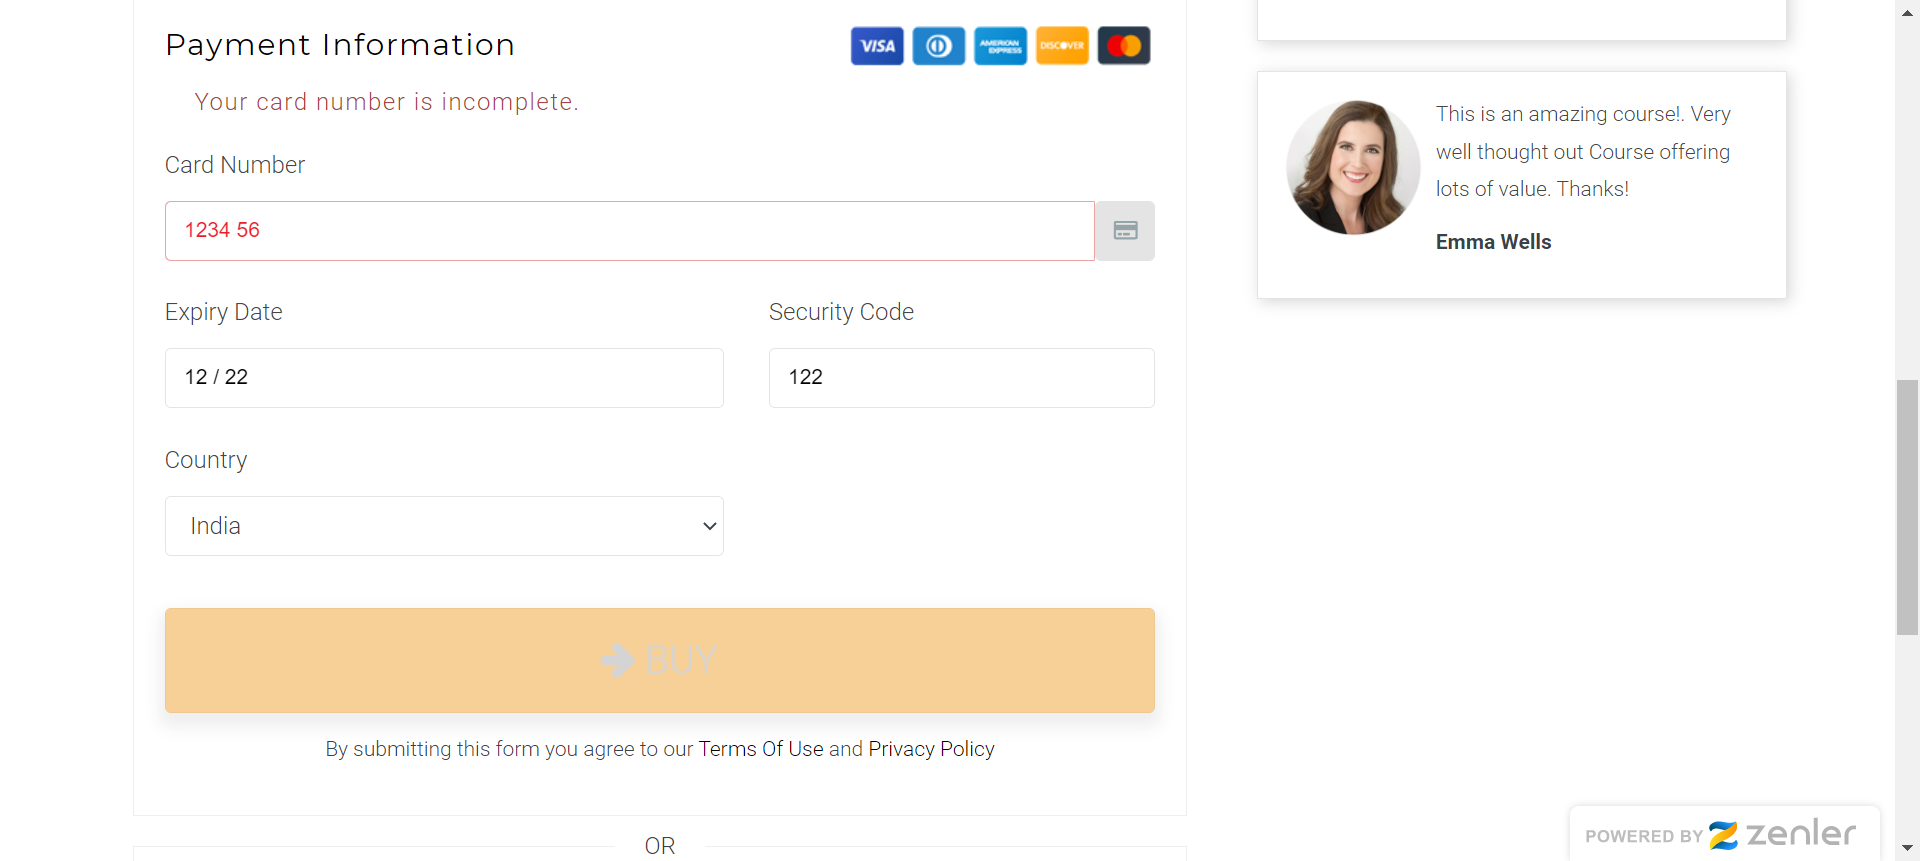 Payment Information
VISA
AMERICAN
EXPRESS
DISCOVER
Your card number is incomplete.
Card Number
1234 56
Expiry Date
Security Code
12 / 22
122
Country
India
BUY
By submitting this form you agree to our Terms Of Use and Privacy Policy
OR
This is an amazing course!. Very
well thought out Course offering
lots of value. Thanks!
Emma Wells
POWERED BY zenler